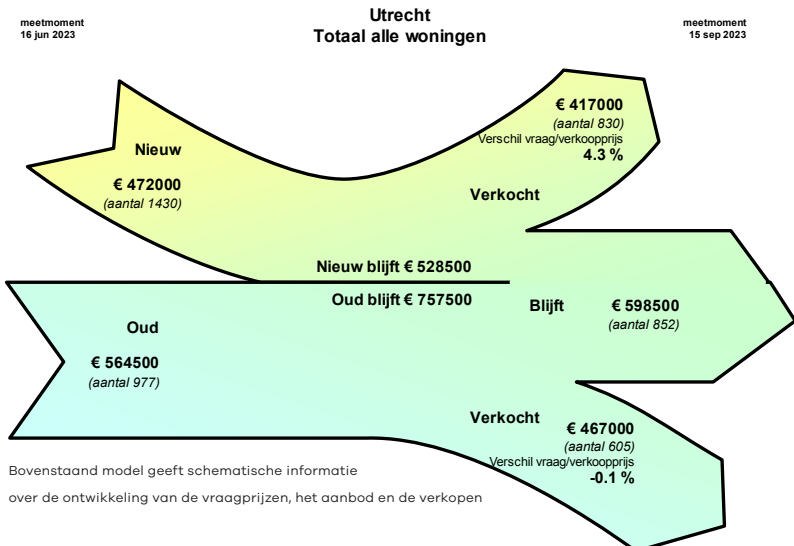 meetmoment
16 jun 2023
Utrecht
Totaal alle woningen
meetmoment
15 sep 2023
Nieuw
€ 472000
(aantal 1430)
€ 417000
(aantal 830)
Verschil vraag/verkoopprijs
4.3 %
Verkocht
Nieuw blijft € 528500
Oud blijft € 757500
Blijft
€ 598500
(aantal 852)
Oud
€ 564500
(aantal 977)
Verkocht
€ 467000
(aantal 605)
Verschil vraag/verkoopprijs
-0.1 %
Bovenstaand model geeft schematische informatie
over de ontwikkeling van de vraagprijzen, het aanbod en de verkopen